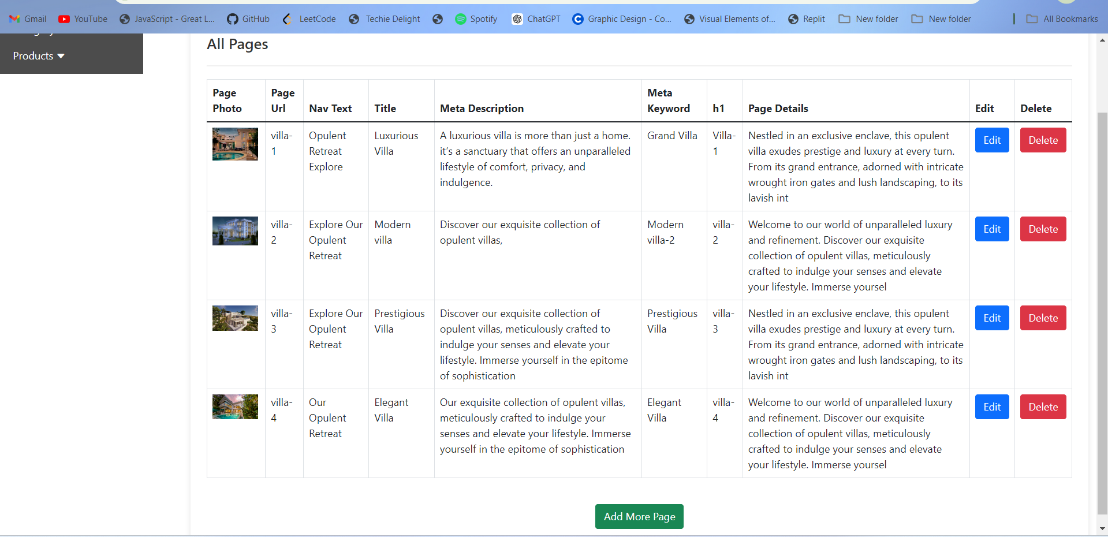 Gmail YouTube JavaScript - Great L... GitHub LeetCode Techie Delight Spotify ChatGPT Graphic Design - Co... Visual Elements of... Replit New folder New folder All Bookmarks
Products
All Pages
Page Photo Page Url Nav Text Title Meta Description Meta Keyword h1 Page Details Edit Delete
villa-1
Opulent
Retreat
Explore
Luxurious
Villa
A luxurious villa is more than just a home.
it's a sanctuary that offers an unparalleled
lifestyle of comfort, privacy, and
indulgence.
Grand Villa
Villa-1
Nestled in an exclusive enclave, this opulent
villa exudes prestige and luxury at every turn.
From its grand entrance, adorned with intricate
wrought iron gates and lush landscaping, to its
lavish int
Edit
Delete
villa-2
Explore Our
Opulent
Retreat
Modern
villa
Discover our exquisite collection of
opulent villas,
Modern
villa-2
villa-2
Welcome to our world of unparalleled luxury
and refinement. Discover our exquisite
collection of opulent villas, meticulously
crafted to indulge your senses and elevate
your lifestyle. Immerse yoursel
Edit
Delete
villa-3
Explore Our
Opulent
Retreat
Prestigious
Villa
Discover our exquisite collection of
opulent villas, meticulously crafted to
indulge your senses and elevate your
lifestyle. Immerse yourself in the epitome
of sophistication
Prestigious
Villa
villa-3
Nestled in an exclusive enclave, this opulent
villa exudes prestige and luxury at every turn.
From its grand entrance, adorned with intricate
wrought iron gates and lush landscaping, to its
lavish int
Edit
Delete
villa-4
Our
Opulent
Retreat
Elegant
Villa
Our exquisite collection of opulent villas,
meticulously crafted to indulge your
senses and elevate your lifestyle. Immerse
yourself in the epitome of sophistication
Elegant
Villa
villa-4
Welcome to our world of unparalleled luxury
and refinement. Discover our exquisite
collection of opulent villas, meticulously
crafted to indulge your senses and elevate
your lifestyle. Immerse yoursel
Edit
Delete
Add More Page